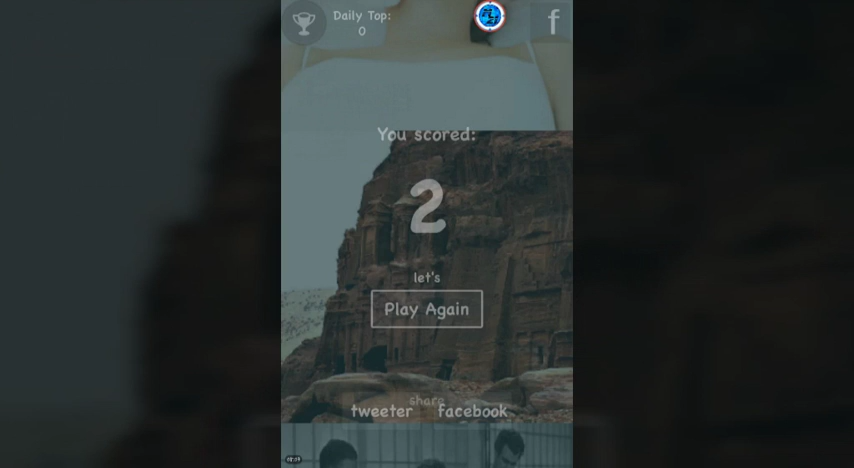 Daily Top:
0
f
You scored:
2
let's
Play Again
share
tweeter facebook